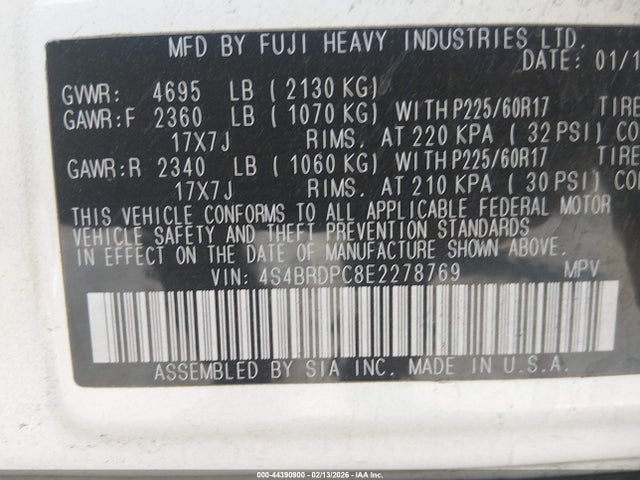 MFD BY FUJI HEAVY INDUSTRIES LTD.
DATE: 01/1
GVWR: 4695 LB ( 2130 KG)
GAWR:F 2360 LB ( 1070 KG) WITH P225/60R17 TIRE
17X7J RIMS. AT 220 KPA ( 32 PSI) CO
GAWR:R 2340 LB ( 1060 KG) WITH P225/60R17 TIRE
17X7J RIMS. AT 210 KPA ( 30 PSI) CO
THIS VEHICLE CONFORMS TO ALL APPLICABLE FEDERAL MOTOR
VEHICLE SAFETY AND THEFT PREVENTION STANDARDS
IN EFFECT ON THE DATE OF MANUFACTURE SHOWN ABOVE.
VIN: 4S4BRDPC8E2278769 MPV
ASSEMBLED BY SIA INC. MADE IN U.S.A.
000-44390900 - 02/13/2026 - IAAI.COM